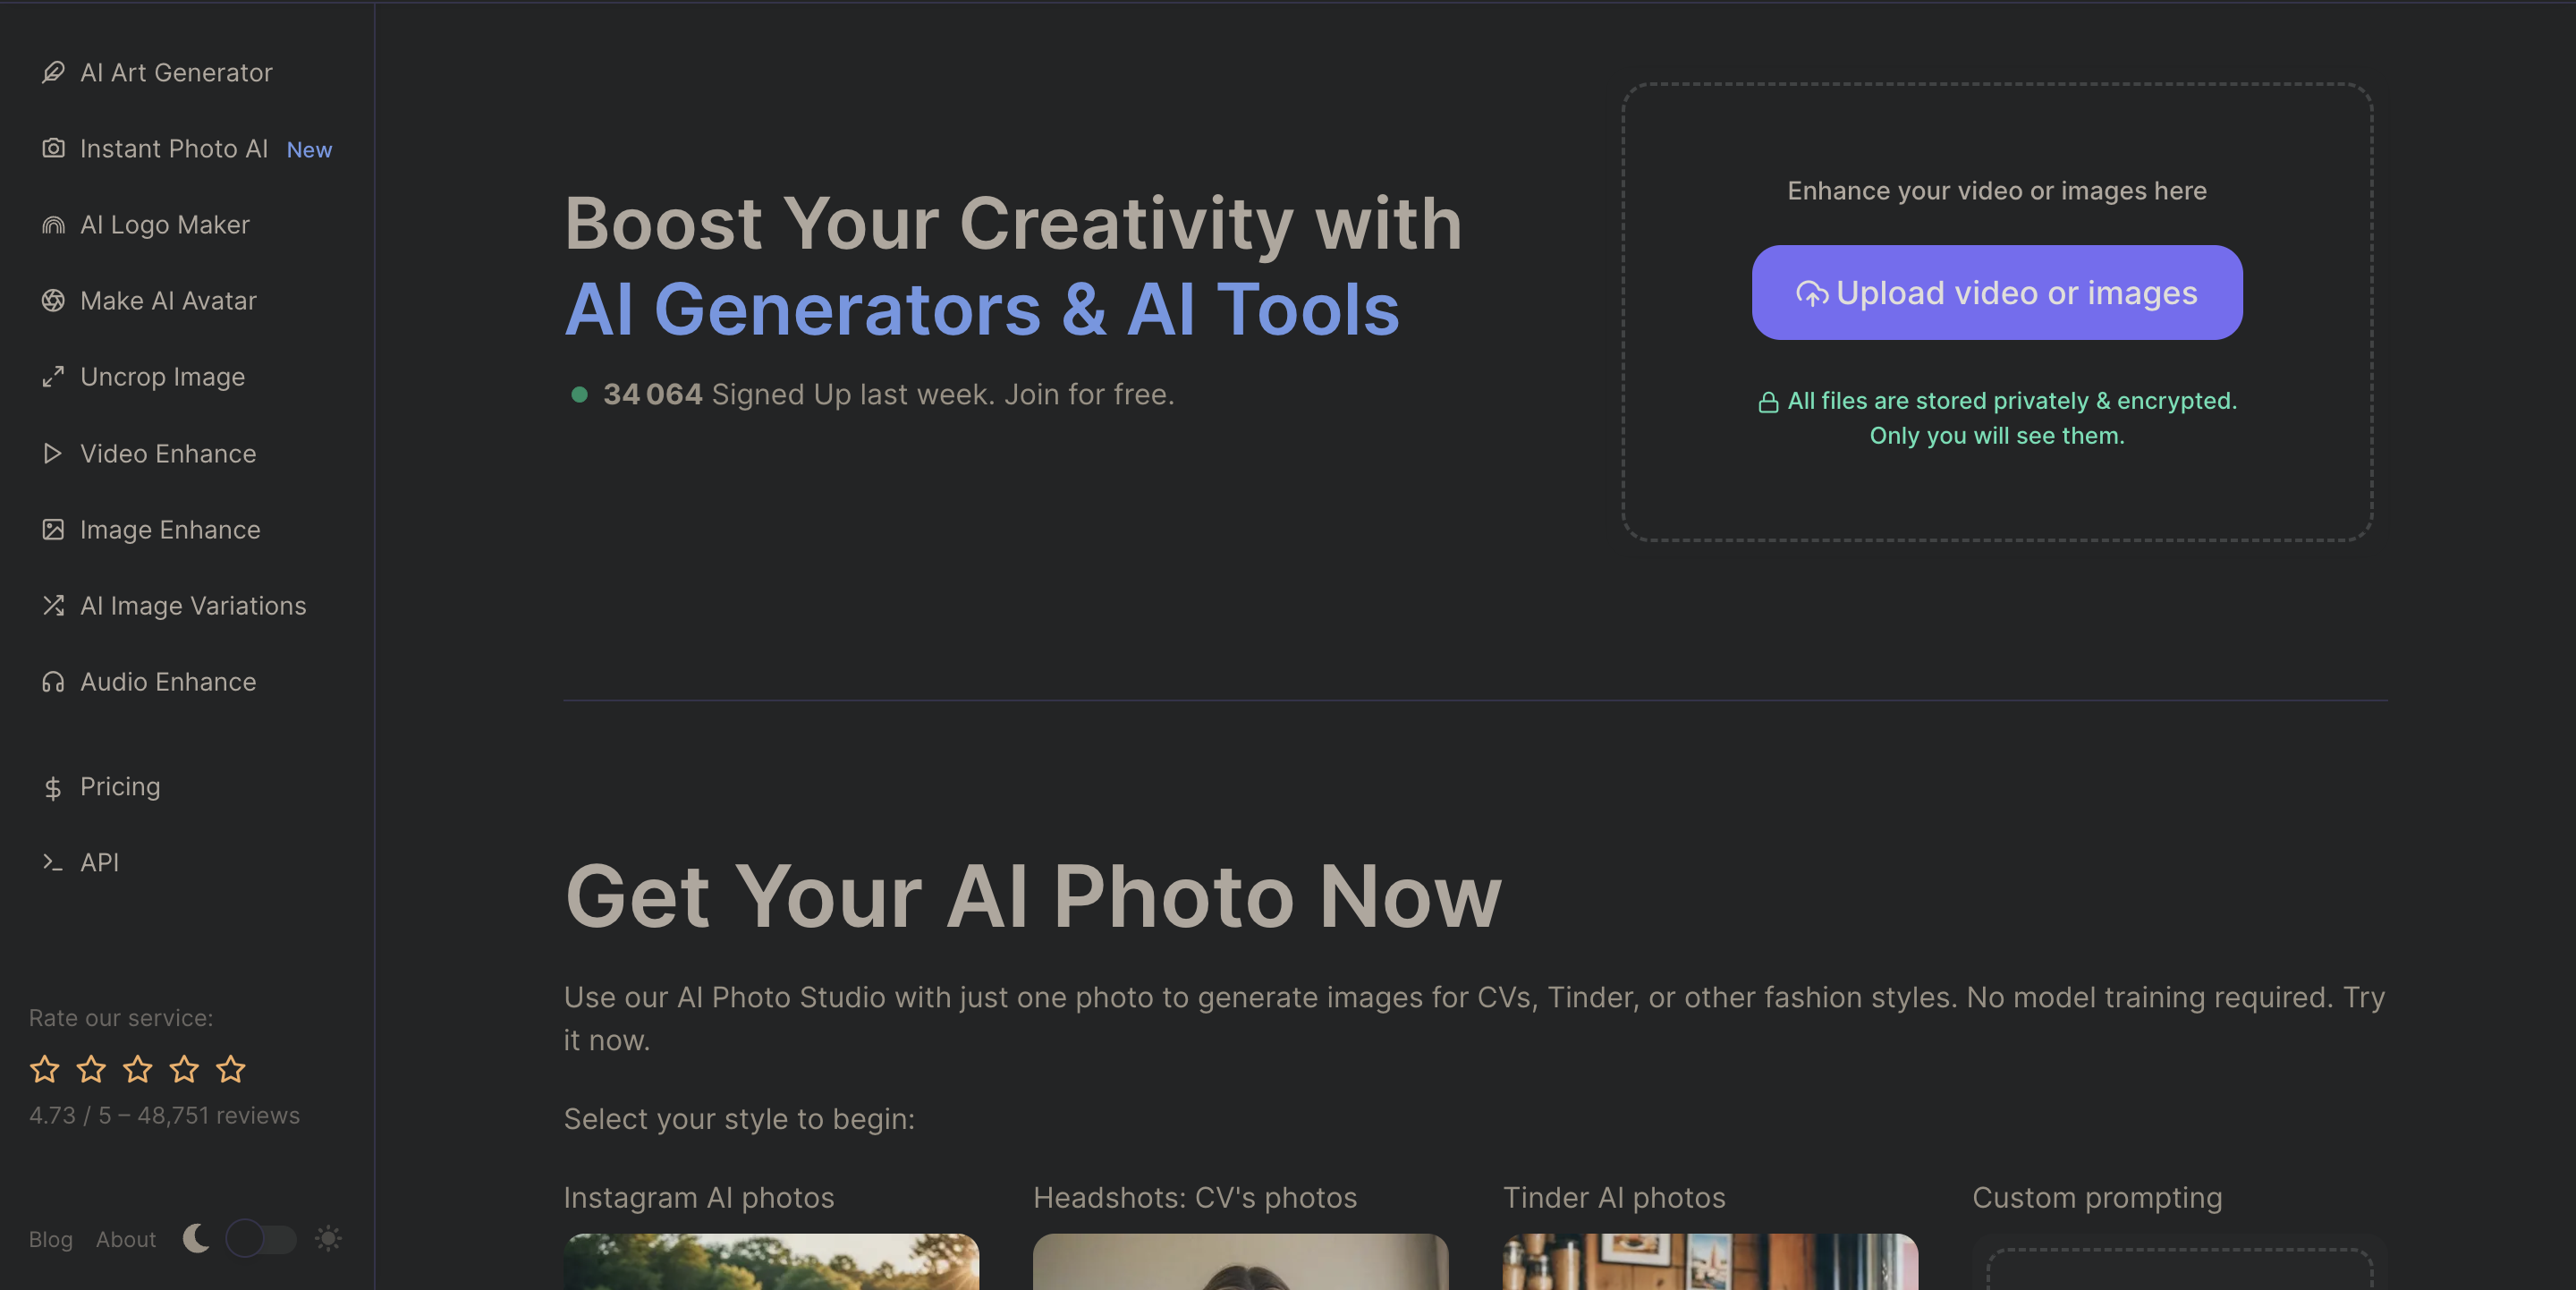 AI Art Generator
Instant Photo AI New
AI Logo Maker
Make AI Avatar
Uncrop Image
Video Enhance
Image Enhance
AI Image Variations
Audio Enhance
Pricing
API
Rate our service:
4.73 / 5 – 48,751 reviews
Blog About
Boost Your Creativity with
AI Generators & AI Tools
34 064 Signed Up last week. Join for free.
Enhance your video or images here
Upload video or images
All files are stored privately & encrypted.
Only you will see them.
Get Your AI Photo Now
Use our AI Photo Studio with just one photo to generate images for CVs, Tinder, or other fashion styles. No model training required. Try
it now.
Select your style to begin:
Instagram AI photos
Headshots: CV's photos
Tinder AI photos
Custom prompting